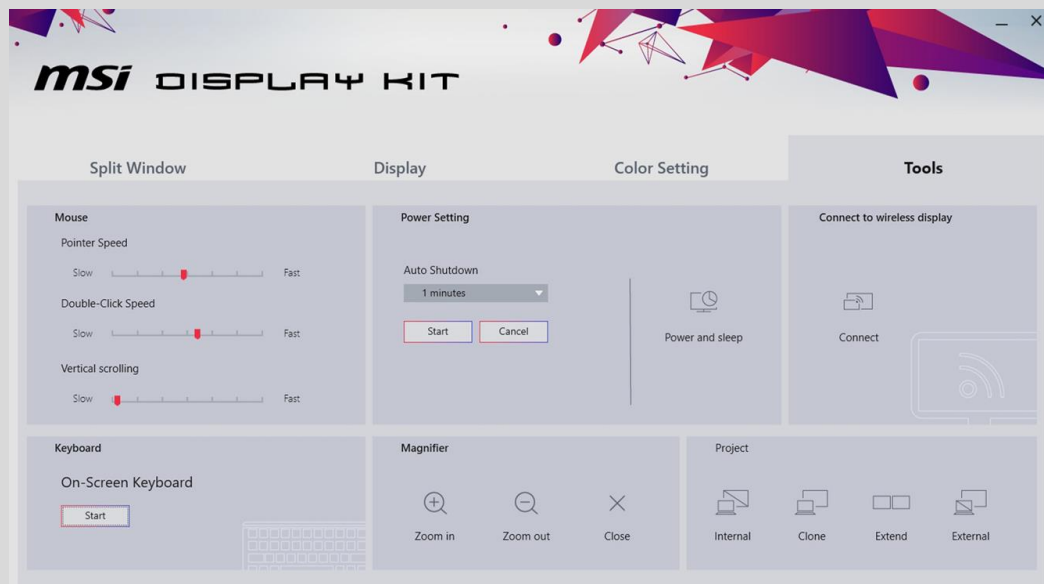 msi DISPLAY KIT
Split Window
Display
Color Setting
Tools
Mouse
Pointer Speed
Slow
Fast
Double-Click Speed
Slow
Fast
Vertical scrolling
Slow
Fast
Power Setting
Auto Shutdown
1 minutes
Start
Cancel
Power and sleep
Connect to wireless display
Connect
Keyboard
On-Screen Keyboard
Start
Magnifier
Zoom in
Zoom out
Close
Project
Internal
Clone
Extend
External